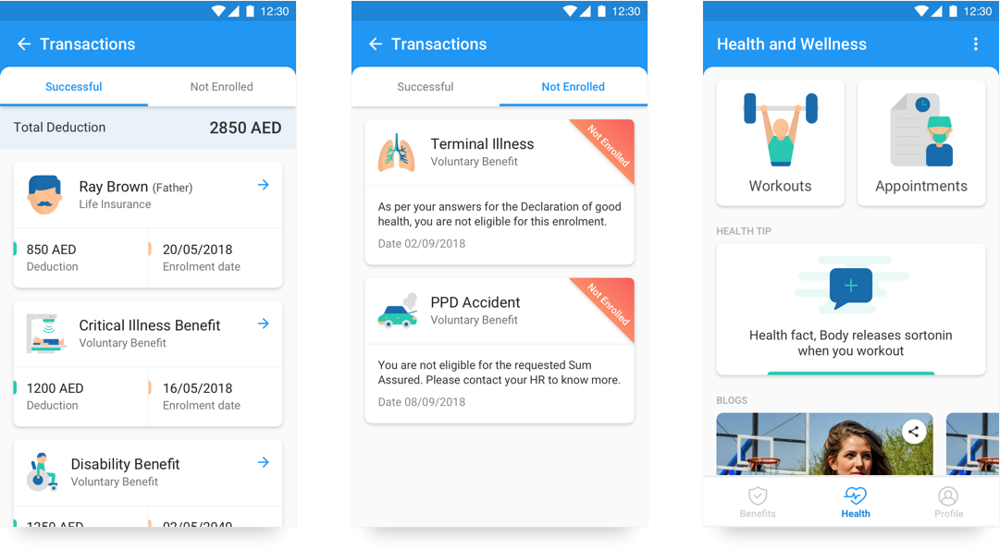 12:30
Transactions
Successful
Not Enrolled
Total Deduction
2850 AED
Ray Brown (Father)
Life Insurance
850 AED
20/05/2018
Deduction
Enrolment date
Critical Illness Benefit
Voluntary Benefit
1200 AED
16/05/2018
Deduction
Enrolment date
Disability Benefit
Voluntary Benefit
1250 AED
12:30
Transactions
Successful
Not Enrolled
Terminal Illness
Voluntary Benefit
Not Enrolled
As per your answers for the Declaration of good
health, you are not eligible for this enrolment.
Date 02/09/2018
PPD Accident
Voluntary Benefit
Not Enrolled
You are not eligible for the requested Sum
Assured. Please contact your HR to know more.
Date 08/09/2018
12:30
Health and Wellness
Workouts
Appointments
HEALTH TIP
Health fact, Body releases sortonin
when you workout
BLOGS
Benefits
Health
Profile